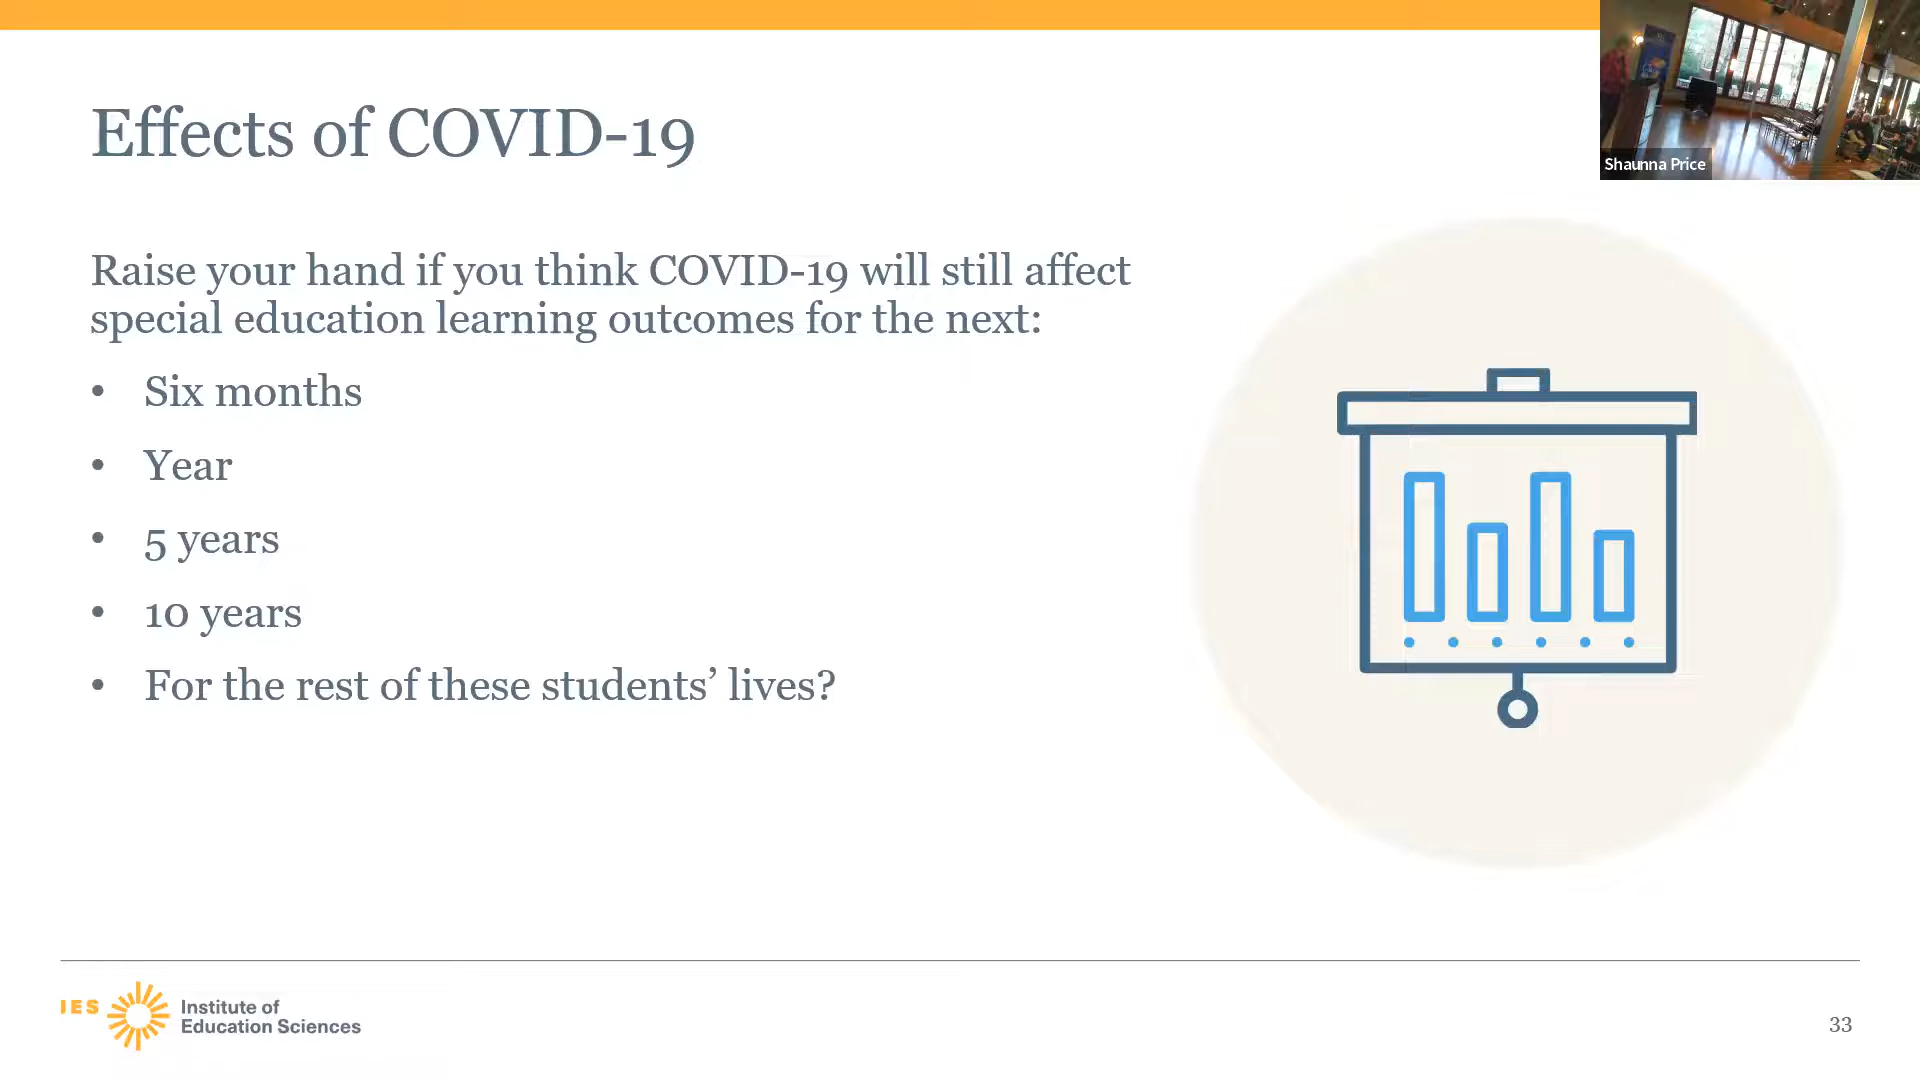 Effects of COVID-19
Shaunna Price
Raise your hand if you think COVID-19 will still affect
special education learning outcomes for the next:
• Six months
• Year
• 5 years
• 10 years
• For the rest of these students’ lives?
IES
Institute of
Education Sciences
33